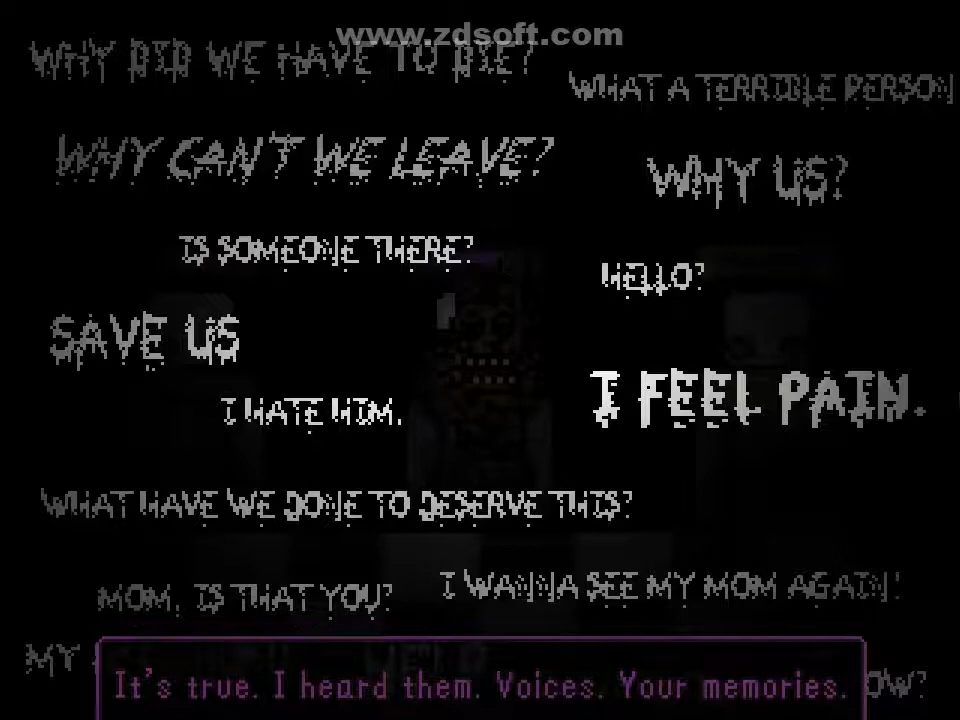 www.zdsoft.com
WHY DID WE HAVE TO DIE?
WHAT A TERRIBLE PERSON
WHY CAN'T WE LEAVE?
WHY US?
IS SOMEONE THERE?
HELLO?
SAVE US
I HATE HIM.
I FEEL PAIN.
WHAT HAVE WE DONE TO DESERVE THIS?
MOM, IS THAT YOU?
I WANNA SEE MY MOM AGAIN!
MY
It's true. I heard them. Voices. Your memories.